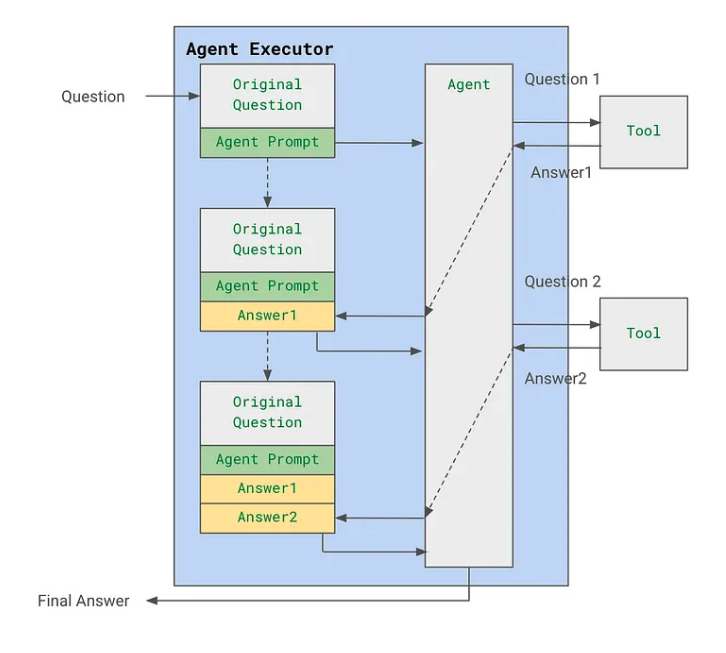 Agent Executor
Question
Original
Question
Agent Prompt
Agent
Question 1
Tool
Answer1
Original
Question
Agent Prompt
Answer1
Question 2
Tool
Answer2
Original
Question
Agent Prompt
Answer1
Answer2
Final Answer